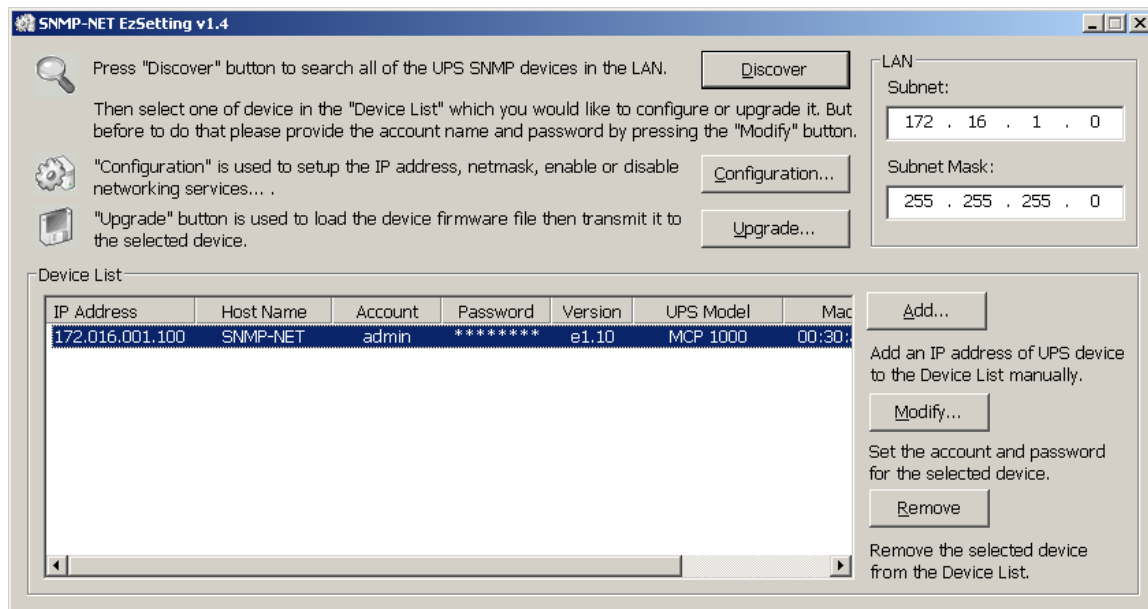 SNMP-NET EzSetting v1.4
Press "Discover" button to search all of the UPS SNMP devices in the LAN.
Discover
Then select one of device in the "Device List" which you would like to configure or upgrade it. But
before to do that please provide the account name and password by pressing the "Modify" button.
"Configuration" is used to setup the IP address, netmask, enable or disable
networking services... .
Configuration...
"Upgrade" button is used to load the device firmware file then transmit it to
the selected device.
Upgrade...
LAN
Subnet:
172 . 16 . 1 . 0
Subnet Mask:
255 . 255 . 255 . 0
Device List
IP Address Host Name Account Password Version UPS Model Mac
172.016.001.100 SNMP-NET admin ******** e1.10 MCP 1000 00:30:
Add...
Add an IP address of UPS device
to the Device List manually.
Modify...
Set the account and password
for the selected device.
Remove
Remove the selected device
from the Device List.